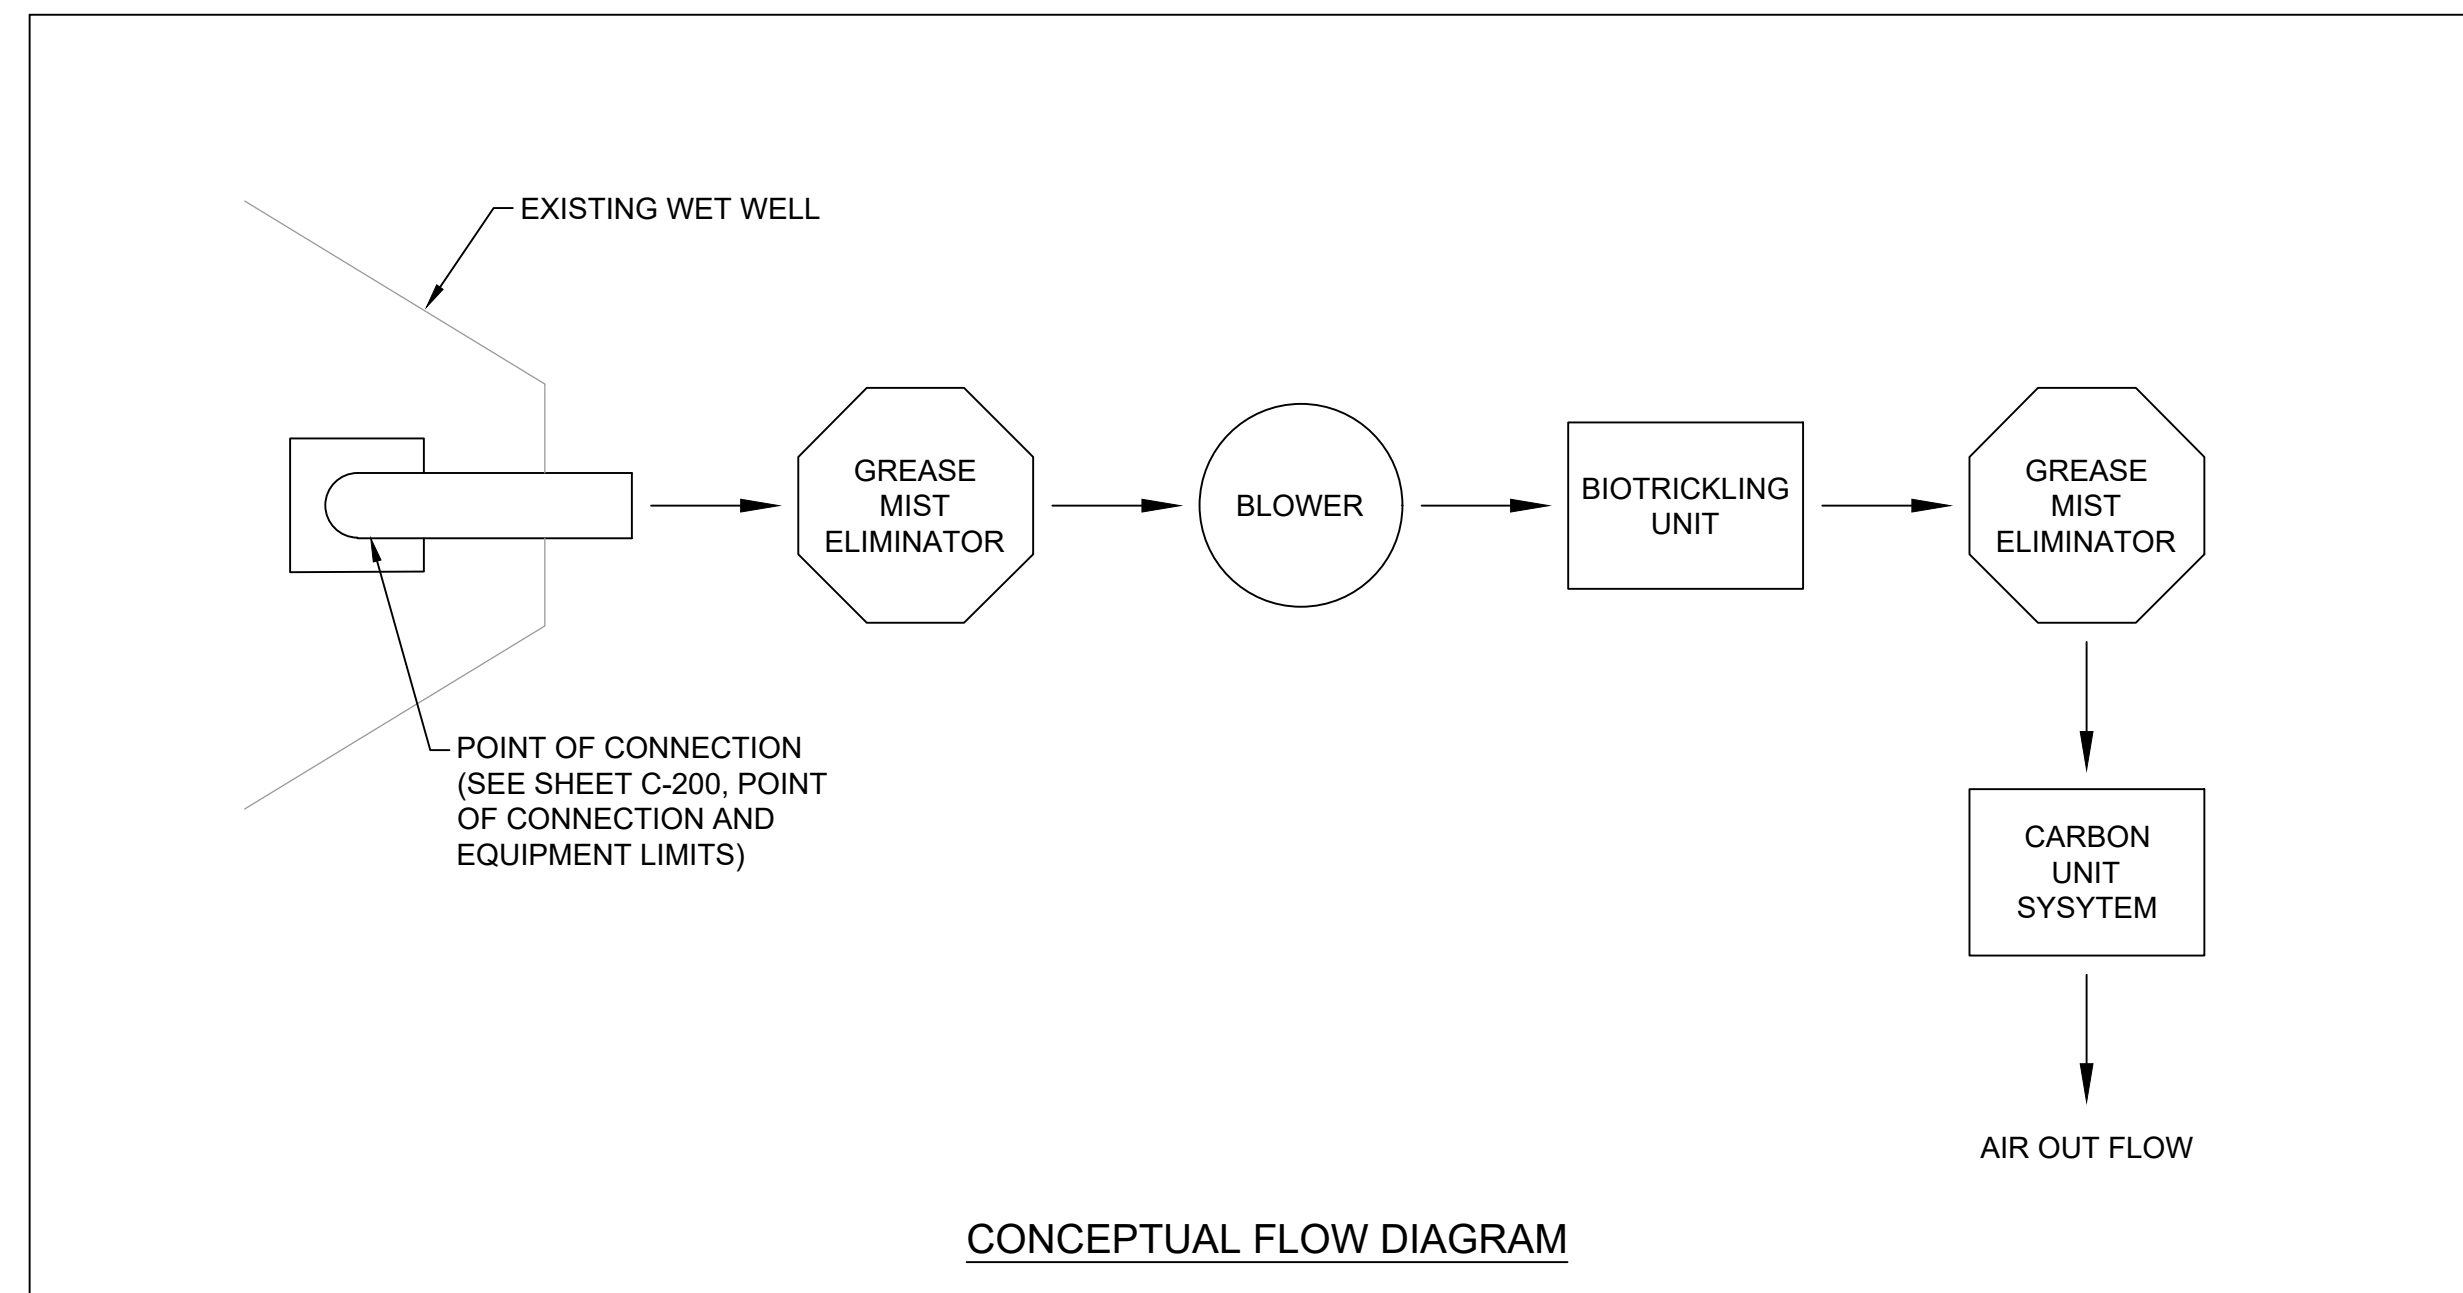 EXISTING WET WELL
GREASE
MIST
ELIMINATOR
BLOWER
BIOTRICKLING
UNIT
GREASE
MIST
ELIMINATOR
POINT OF CONNECTION
(SEE SHEET C-200, POINT
OF CONNECTION AND
EQUIPMENT LIMITS)
CARBON
UNIT
SYSYTEM
AIR OUT FLOW
CONCEPTUAL FLOW DIAGRAM